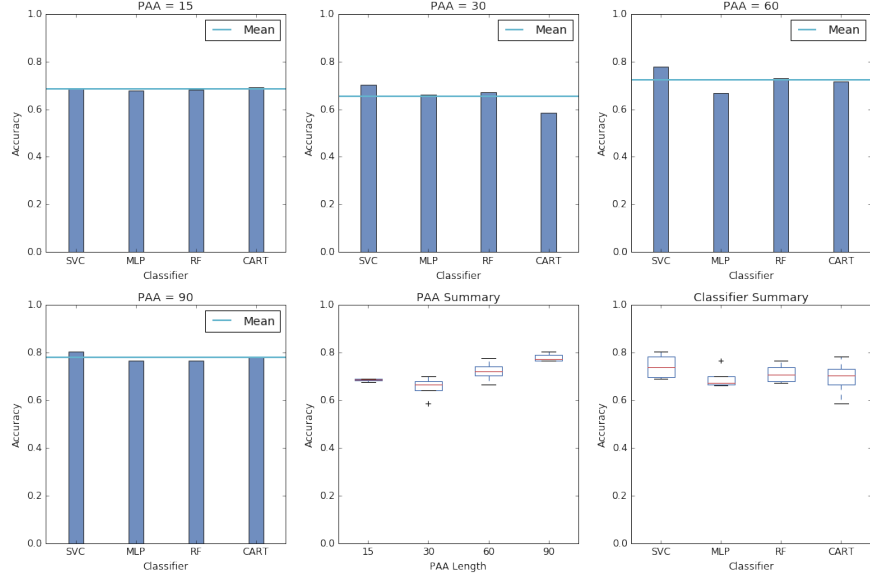 PAA = 15
1.0
0.8
0.6
0.4
0.2
0.0
Accuracy
Mean
SVC MLP RF CART
Classifier
PAA = 30
1.0
0.8
0.6
0.4
0.2
0.0
Accuracy
Mean
SVC MLP RF CART
Classifier
PAA = 60
1.0
0.8
0.6
0.4
0.2
0.0
Accuracy
Mean
SVC MLP RF CART
Classifier
PAA = 90
1.0
0.8
0.6
0.4
0.2
0.0
Accuracy
Mean
SVC MLP RF CART
Classifier
PAA Summary
1.0
0.8
0.6
0.4
0.2
0.0
Accuracy
15 30 60 90
PAA Length
Classifier Summary
1.0
0.8
0.6
0.4
0.2
0.0
Accuracy
SVC MLP RF CART
Classifier